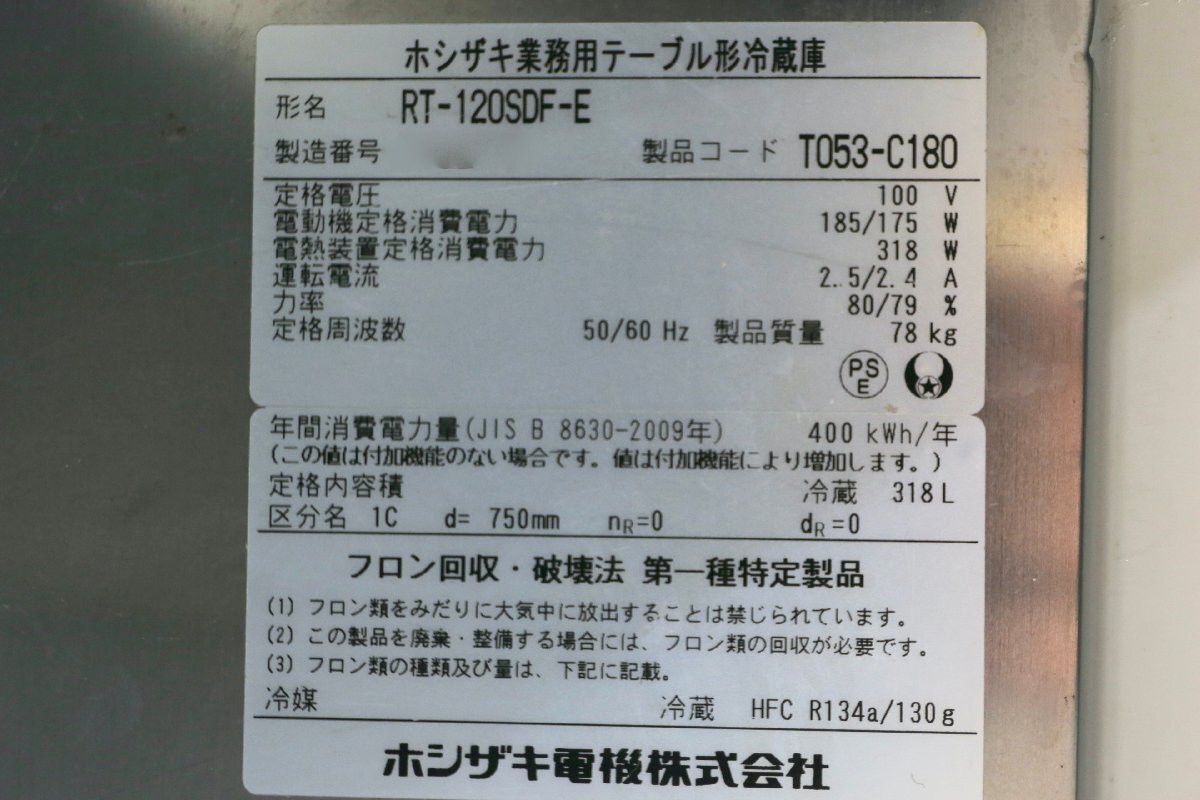 ホシザキ業務用テーブル形冷蔵庫
形名 RT-120SDF-E
製造番号 製品コード T053-C180
定格電圧 100 V
電動機定格消費電力 185/175 W
電熱装置定格消費電力 318 W
運転電流 2.5/2.4 A
力率 80/79 %
定格周波数 50/60 Hz 製品質量 78 kg
PS
E
年間消費電力量(JIS B 8630-2009年) 400 kWh/年
(この値は付加機能のない場合です。値は付加機能により増加します。)
定格内容積 冷蔵 318L
区分名 1C d= 750mm nR=0 dR=0
フロン回収・破壊法 第一種特定製品
(1) フロン類をみだりに大気中に放出することは禁じられています。
(2) この製品を廃棄・整備する場合には、フロン類の回収が必要です。
(3) フロン類の種類及び量は、下記に記載。
冷媒 冷蔵 HFC R134a/130g
ホシザキ電機株式会社